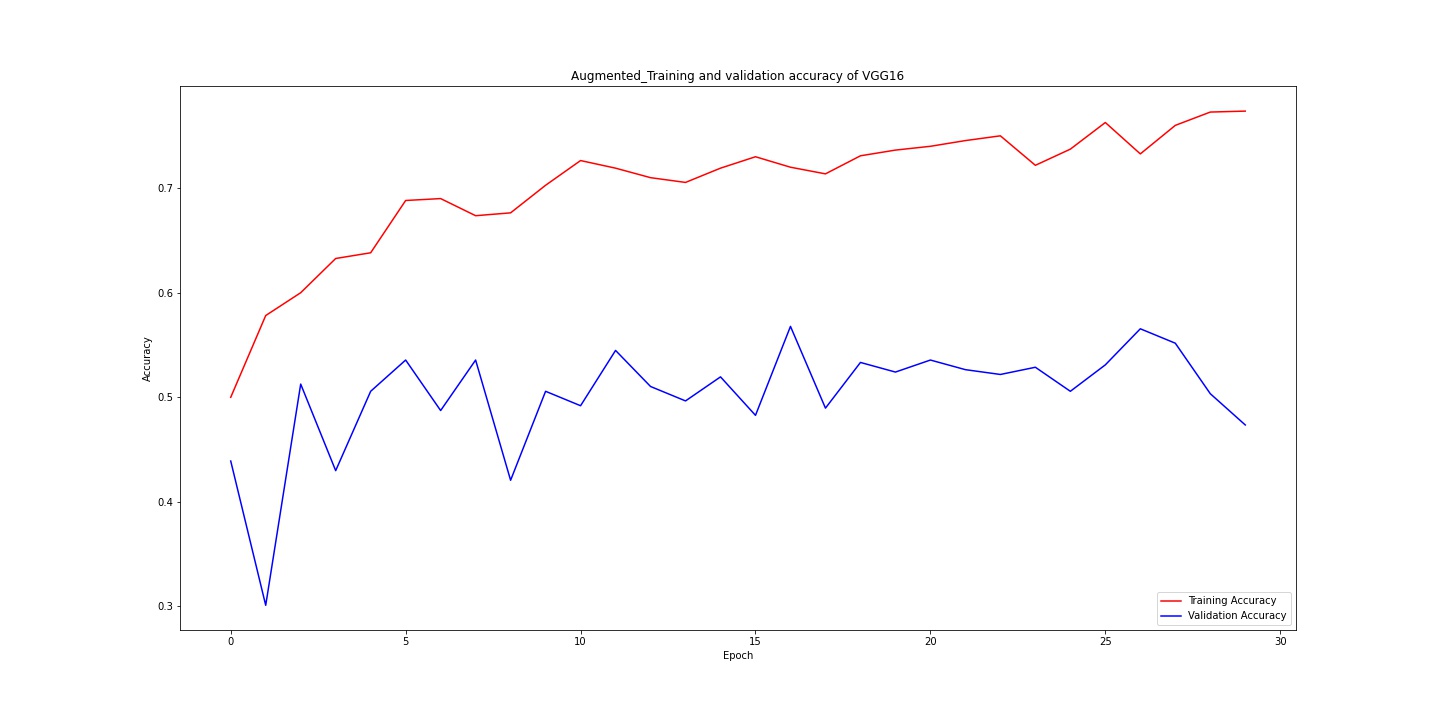 Augmented_Training and validation accuracy of VGG16
0.7
0.6
0.5
0.4
0.3
Accuracy
Training Accuracy
Validation Accuracy
0 5 10 15 20 25 30
Epoch